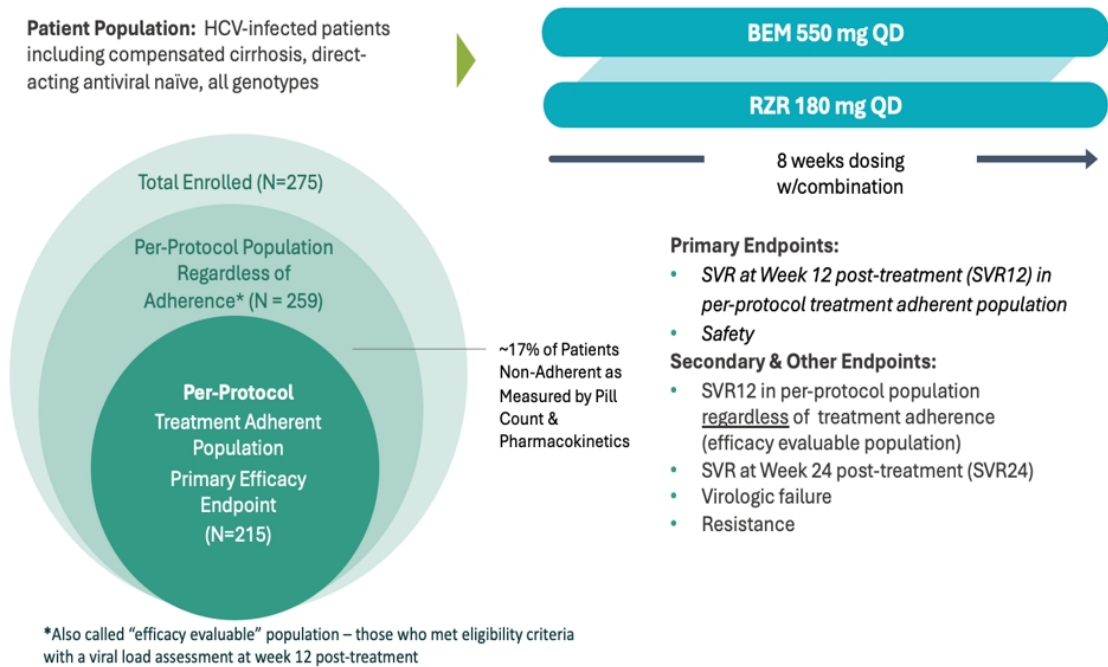 Patient Population: HCV-infected patients
including compensated cirrhosis, direct-
acting antiviral naïve, all genotypes
BEM 550 mg QD
RZR 180 mg QD
8 weeks dosing
w/combination
Total Enrolled (N=275)
Per-Protocol Population
Regardless of
Adherence* (N = 259)
Per-Protocol
Treatment Adherent
Population
Primary Efficacy
Endpoint
(N=215)
~17% of Patients
Non-Adherent as
Measured by Pill
Count &
Pharmacokinetics
Primary Endpoints:
• SVR at Week 12 post-treatment (SVR12) in
per-protocol treatment adherent population
• Safety
Secondary & Other Endpoints:
• SVR12 in per-protocol population
regardless of treatment adherence
(efficacy evaluable population)
• SVR at Week 24 post-treatment (SVR24)
• Virologic failure
• Resistance
*Also called “efficacy evaluable” population – those who met eligibility criteria
with a viral load assessment at week 12 post-treatment